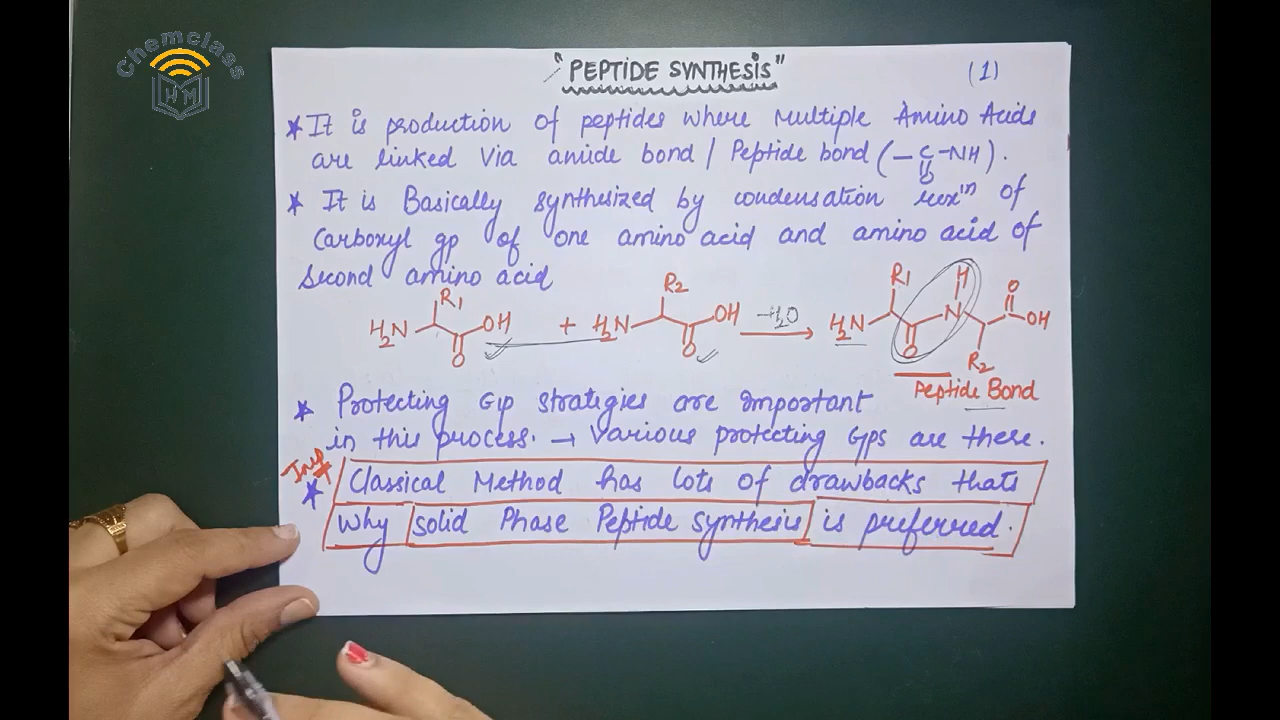 Chemclass
HM
"PEPTIDE SYNTHESIS"
(1)
* It is production of peptides where Multiple Amino Acids
are linked Via amide bond / Peptide bond (-C-NH).
O
* It is Basically synthesized by condensation rexⁿ of
Carboxyl gp of one amino acid and amino acid of
second amino acid
R1 R2 -H2O R1 H O
H2N OH + H2N OH → H2N N OH
O O O R2
Peptide Bond
* Protecting Gp strategies are important
in this process. → Various protecting Gps are there.
Imp
* Classical Method has lots of drawbacks thats
why solid Phase Peptide synthesis is preferred.